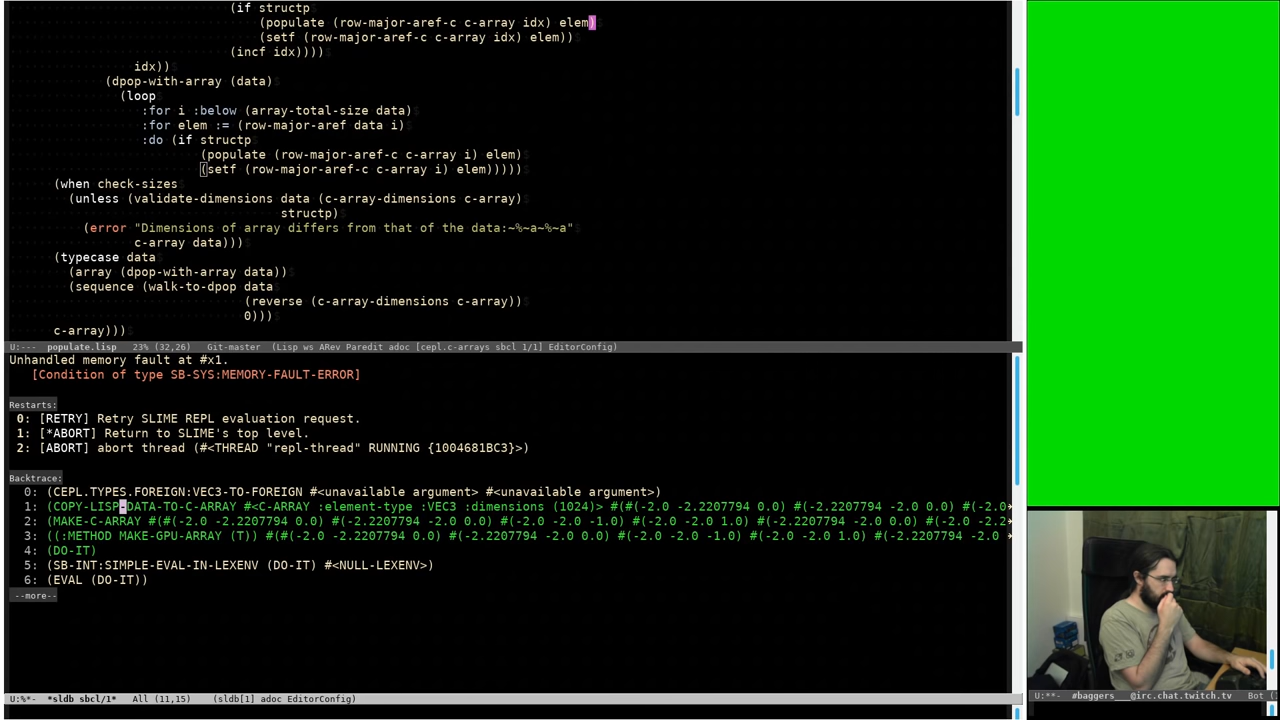 (if structp
(populate (row-major-aref-c c-array idx) elem)
(setf (row-major-aref-c c-array idx) elem))
(incf idx))))
idx))
(dpop-with-array (data)
(loop
:for i :below (array-total-size data)
:for elem := (row-major-aref data i)
:do (if structp
(populate (row-major-aref-c c-array i) elem)
(setf (row-major-aref-c c-array i) elem)))))
(when check-sizes
(unless (validate-dimensions data (c-array-dimensions c-array)
structp)
(error "Dimensions of array differs from that of the data:~%~a~%~a"
c-array data)))
(typecase data
(array (dpop-with-array data))
(sequence (walk-to-dpop data
(reverse (c-array-dimensions c-array))
0)))
c-array)))
U:--- populate.lisp 23% (32,26) Git-master (Lisp ws ARev Paredit adoc [cepl.c-arrays sbcl 1/1] EditorConfig)
Unhandled memory fault at #x1.
[Condition of type SB-SYS:MEMORY-FAULT-ERROR]
Restarts:
0: [RETRY] Retry SLIME REPL evaluation request.
1: [*ABORT] Return to SLIME's top level.
2: [ABORT] abort thread (#<THREAD "repl-thread" RUNNING {1004681BC3}>)
Backtrace:
0: (CEPL.TYPES.FOREIGN:VEC3-TO-FOREIGN #<unavailable argument> #<unavailable argument>)
1: (COPY-LISP-DATA-TO-C-ARRAY #<C-ARRAY :element-type :VEC3 :dimensions (1024)> #(#(-2.0 -2.2207794 0.0) #(-2.2207794 -2.0 0.0) #(-2.0
2: (MAKE-C-ARRAY #(#(-2.0 -2.2207794 0.0) #(-2.2207794 -2.0 0.0) #(-2.0 -2.0 -1.0) #(-2.0 -2.0 1.0) #(-2.2207794 -2.0 0.0) #(-2.0 -2.2
3: ((:METHOD MAKE-GPU-ARRAY (T)) #(#(-2.0 -2.2207794 0.0) #(-2.2207794 -2.0 0.0) #(-2.0 -2.0 -1.0) #(-2.0 -2.0 1.0) #(-2.2207794 -2.0
4: (DO-IT)
5: (SB-INT:SIMPLE-EVAL-IN-LEXENV (DO-IT) #<NULL-LEXENV>)
6: (EVAL (DO-IT))
--more--
U:%*- *sldb sbcl/1* All (11,15) (sldb[1] adoc EditorConfig)
U:**- #baggers___@irc.chat.twitch.tv Bot (